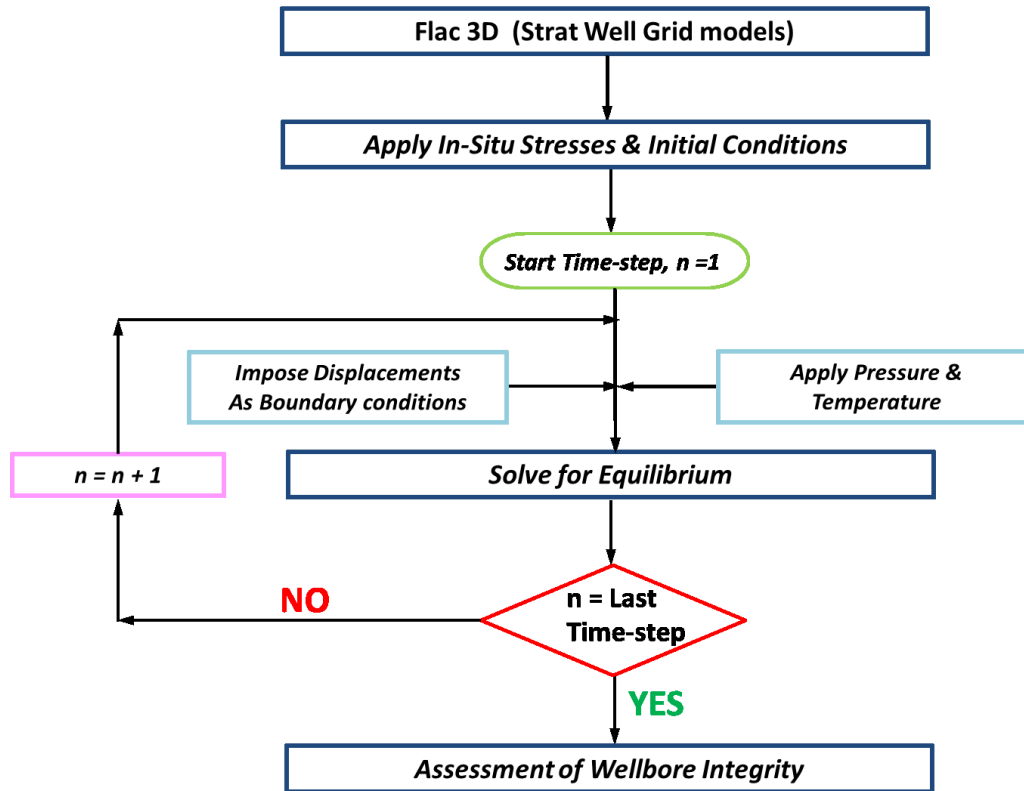 Flac 3D (Strat Well Grid models)
Apply In-Situ Stresses & Initial Conditions
Start Time-step, n =1
Impose Displacements
As Boundary conditions
Apply Pressure &
Temperature
n = n + 1
Solve for Equilibrium
NO
n = Last
Time-step
YES
Assessment of Wellbore Integrity